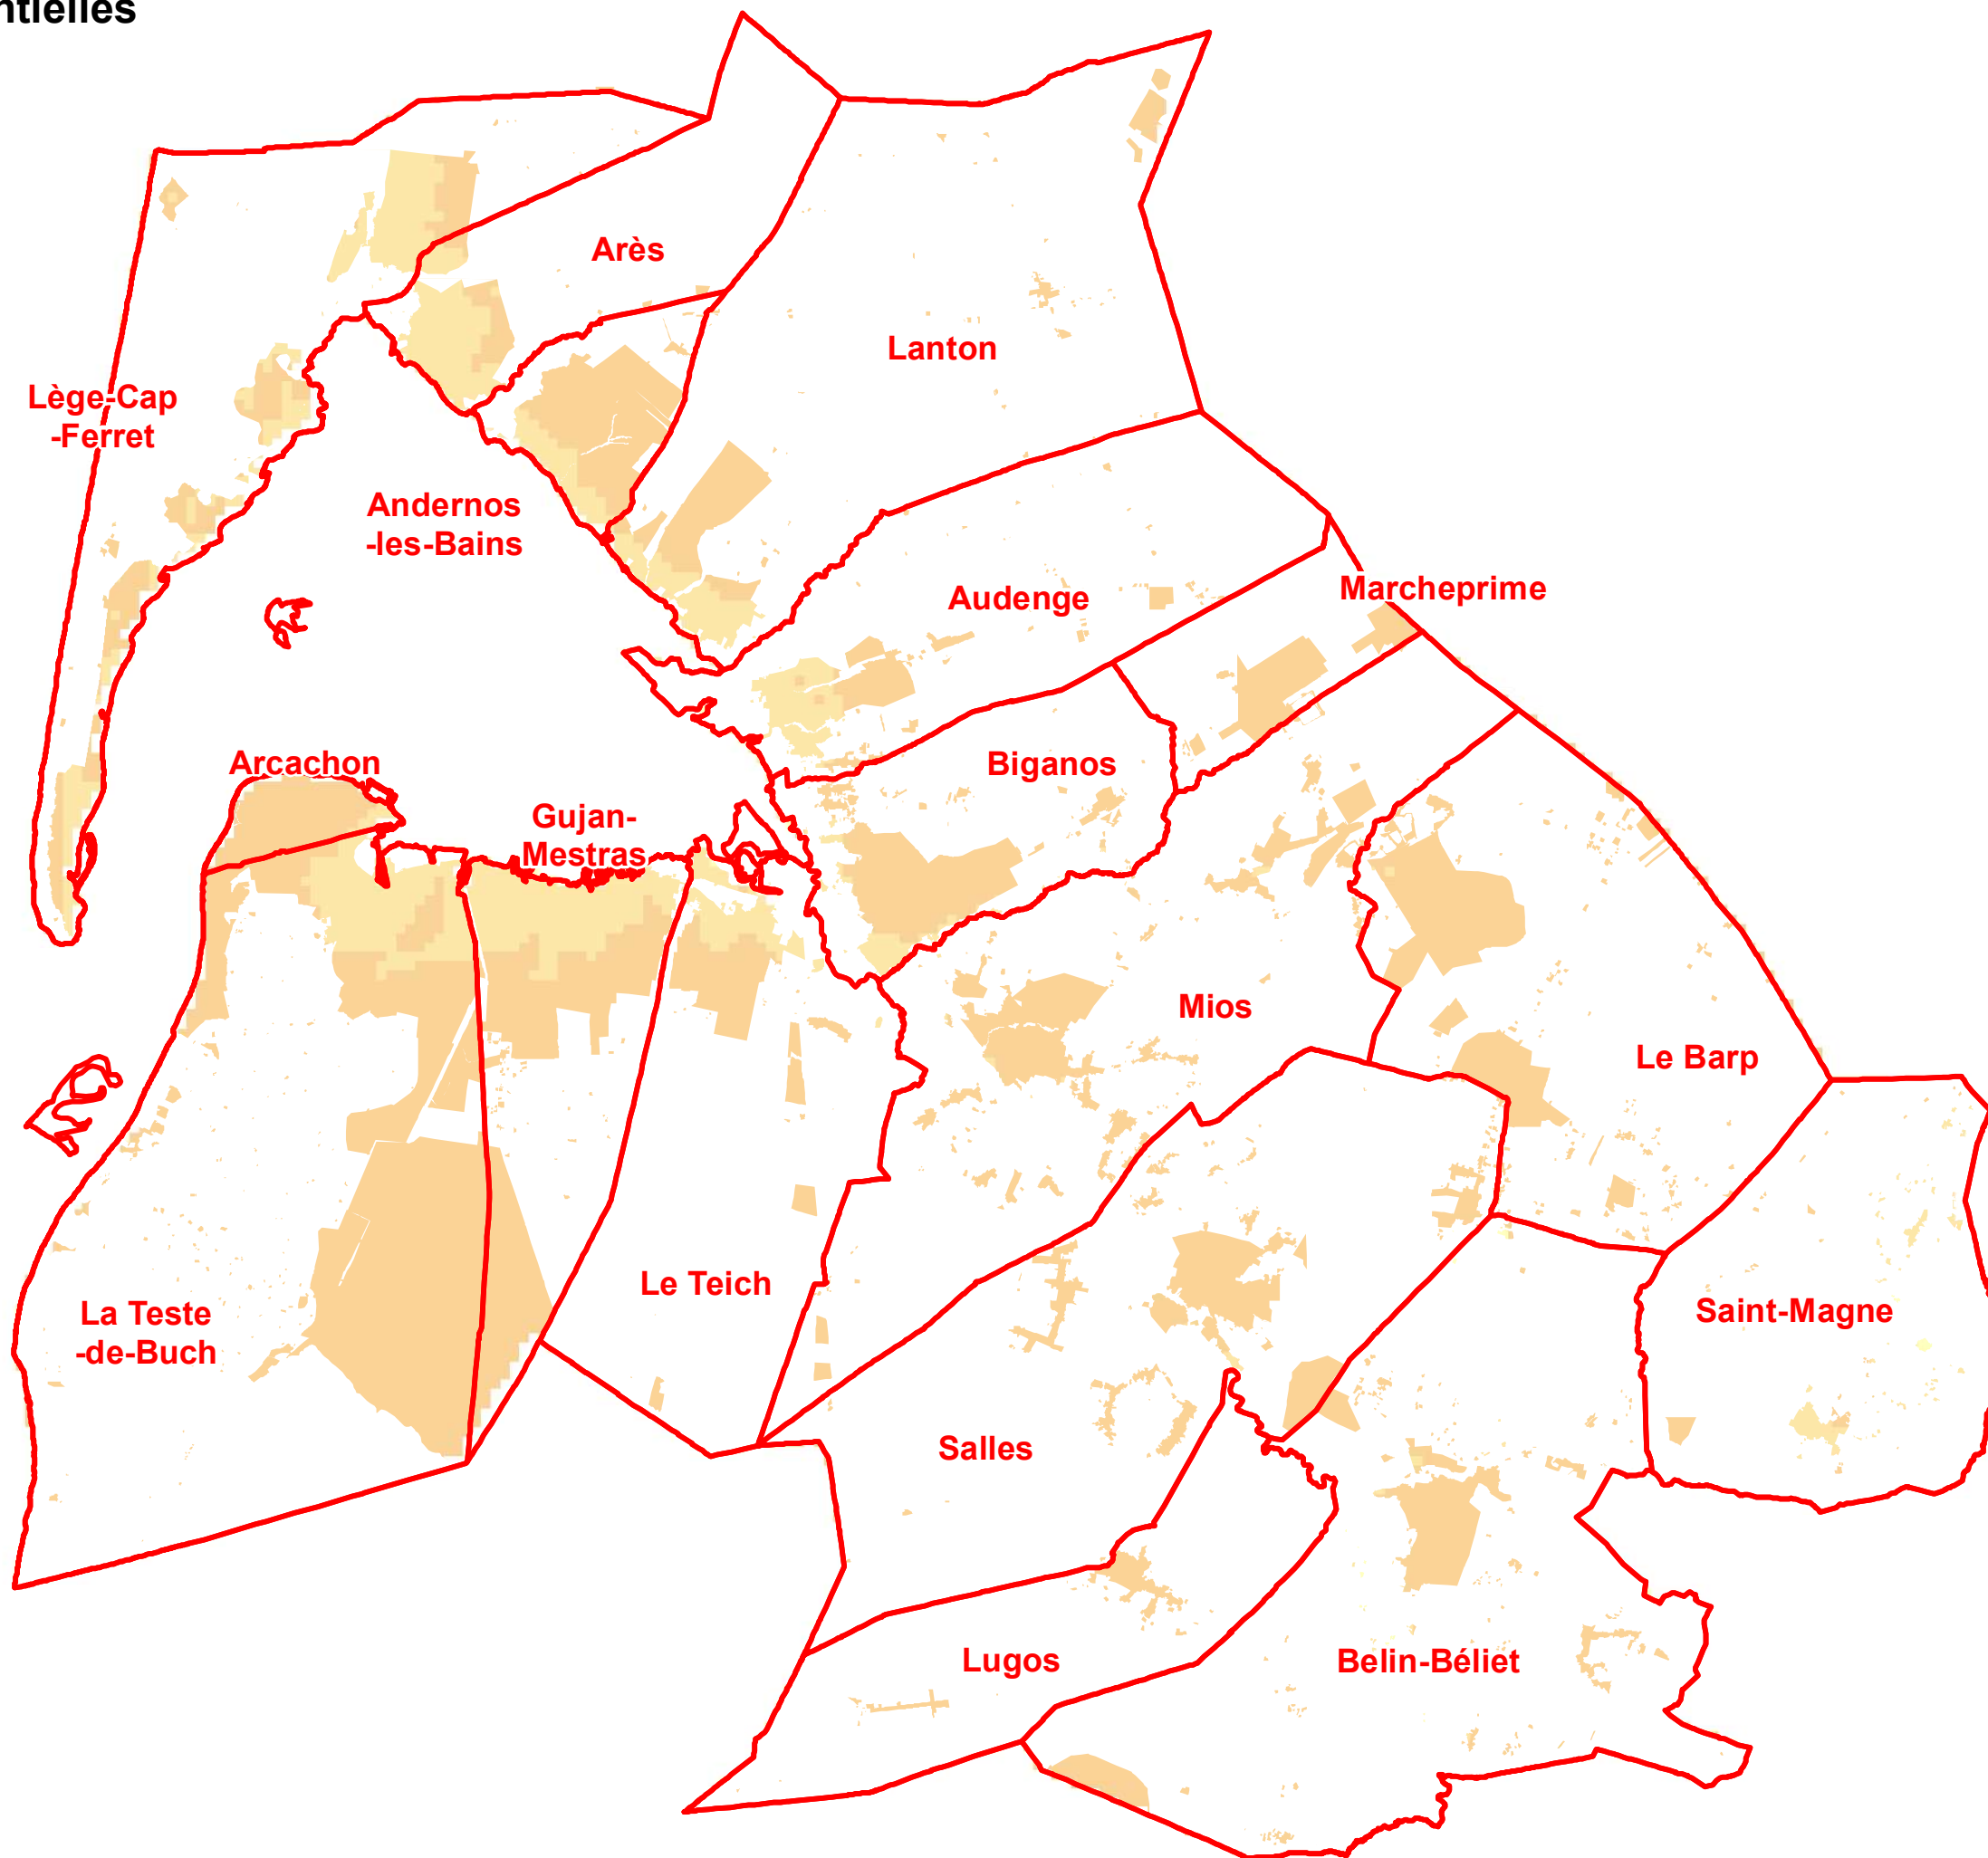 Arès
Lanton
Lège-Cap
-Ferret
Andernos
-les-Bains
Marcheprime
Audenge
Arcachon
Biganos
Gujan-
Mestras
Mios
Le Barp
Le Teich
La Teste
-de-Buch
Saint-Magne
Salles
Lugos
Belin-Béliet